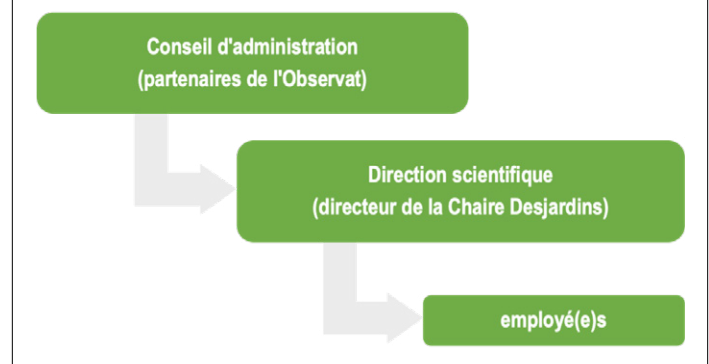 Conseil d'administration
(partenaires de l'Observat)
Direction scientifique
(directeur de la Chaire Desjardins)
employé(e)s